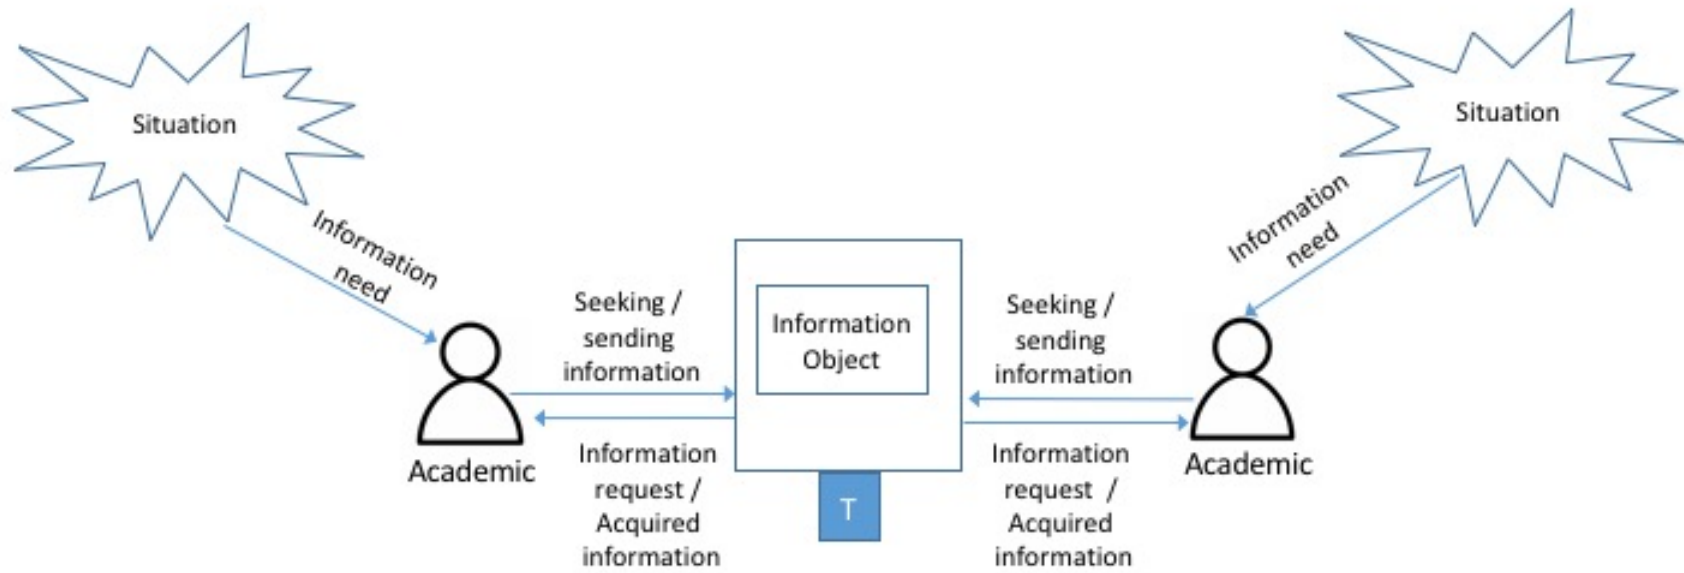 Situation
Information
need
Academic
Seeking /
sending
information
Information
request /
Acquired
information
Information
Object
T
Seeking /
sending
information
Information
request  /
Acquired
information
Situation
Information
need
Academic